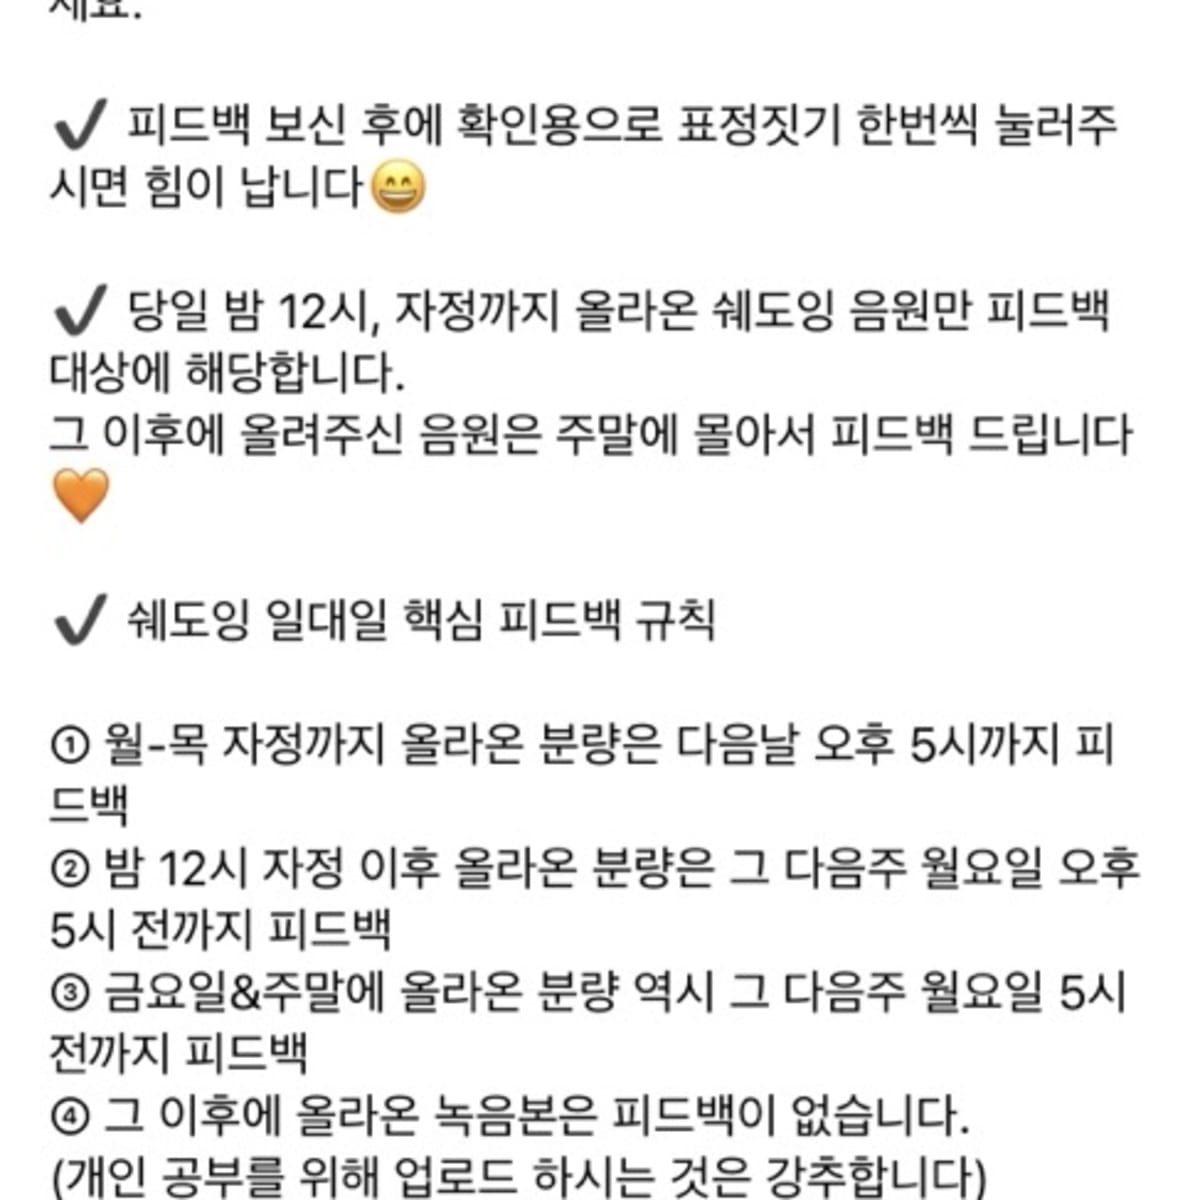 세요.
✔ 피드백 보신 후에 확인용으로 표정짓기 한번씩 눌러주
시면 힘이 납니다😄
✔ 당일 밤 12시, 자정까지 올라온 쉐도잉 음원만 피드백
대상에 해당합니다.
그 이후에 올려주신 음원은 주말에 몰아서 피드백 드립니다
🧡
✔ 쉐도잉 일대일 핵심 피드백 규칙
① 월-목 자정까지 올라온 분량은 다음날 오후 5시까지 피
드백
② 밤 12시 자정 이후 올라온 분량은 그 다음주 월요일 오후
5시 전까지 피드백
③ 금요일&주말에 올라온 분량 역시 그 다음주 월요일 5시
전까지 피드백
④ 그 이후에 올라온 녹음본은 피드백이 없습니다.
(개인 공부를 위해 업로드 하시는 것은 강추합니다)